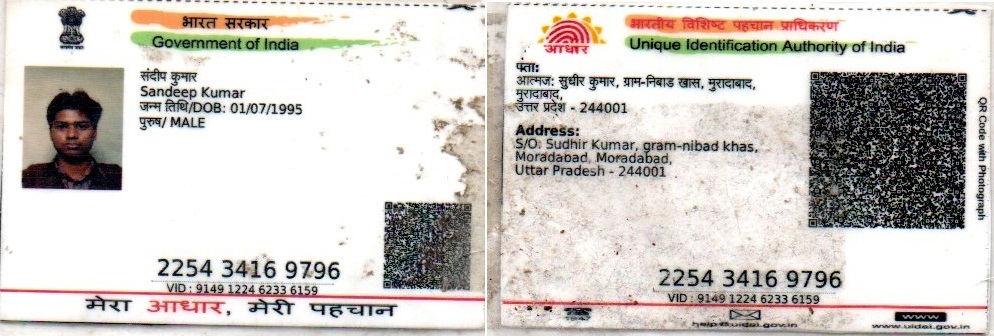 भारत सरकार
Government of India
संदीप कुमार
Sandeep Kumar
जन्म तिथि/DOB: 01/07/1995
पुरुष/ MALE
2254 3416 9796
VID : 9149 1224 6233 6159
मेरा आधार, मेरी पहचान
भारतीय विशिष्ट पहचान प्राधिकरण
आधार
Unique Identification Authority of India
पता:
आत्मज: सुधीर कुमार, ग्राम-निबाड खास, मुरादाबाद,
मुरादाबाद,
उत्तर प्रदेश - 244001
Address:
S/O: Sudhir Kumar, gram-nibad khas,
Moradabad, Moradabad,
Uttar Pradesh - 244001
QR Code with Photograph
2254 3416 9796
VID : 9149 1224 6233 6159
help@uidai.gov.in
www
www.uidai.gov.in